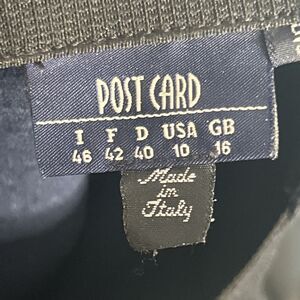 POST CARD
I F D USA GB
46 42 40 10 16
Made
in
Italy